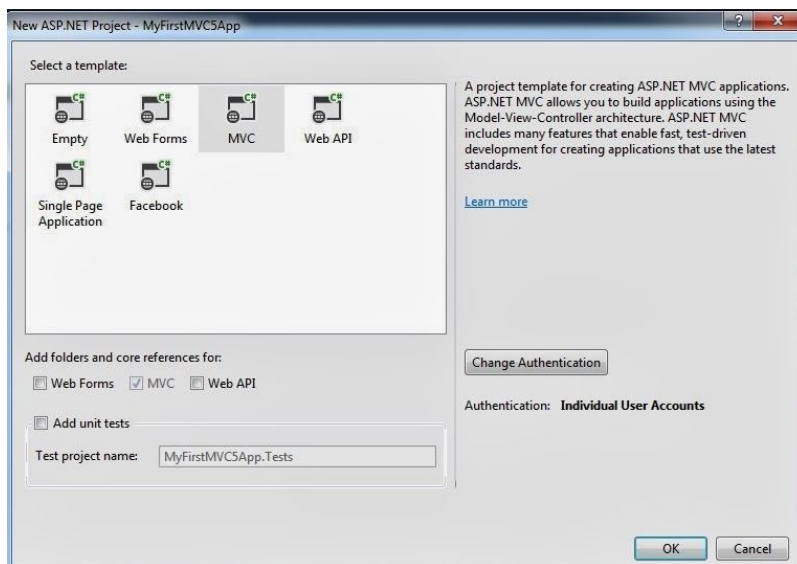 New ASP.NET Project - MyFirstMVC5App
?
X
Select a template:
C#
C#
C#
C#
Empty
Web Forms
MVC
Web API
C#
C#
Single Page
Application
Facebook
A project template for creating ASP.NET MVC applications.
ASP.NET MVC allows you to build applications using the
Model-View-Controller architecture. ASP.NET MVC
includes many features that enable fast, test-driven
development for creating applications that use the latest
standards.
Learn more
Add folders and core references for:
Web Forms
MVC
Web API
Add unit tests
Test project name:
MyFirstMVC5App.Tests
Change Authentication
Authentication: Individual User Accounts
OK
Cancel